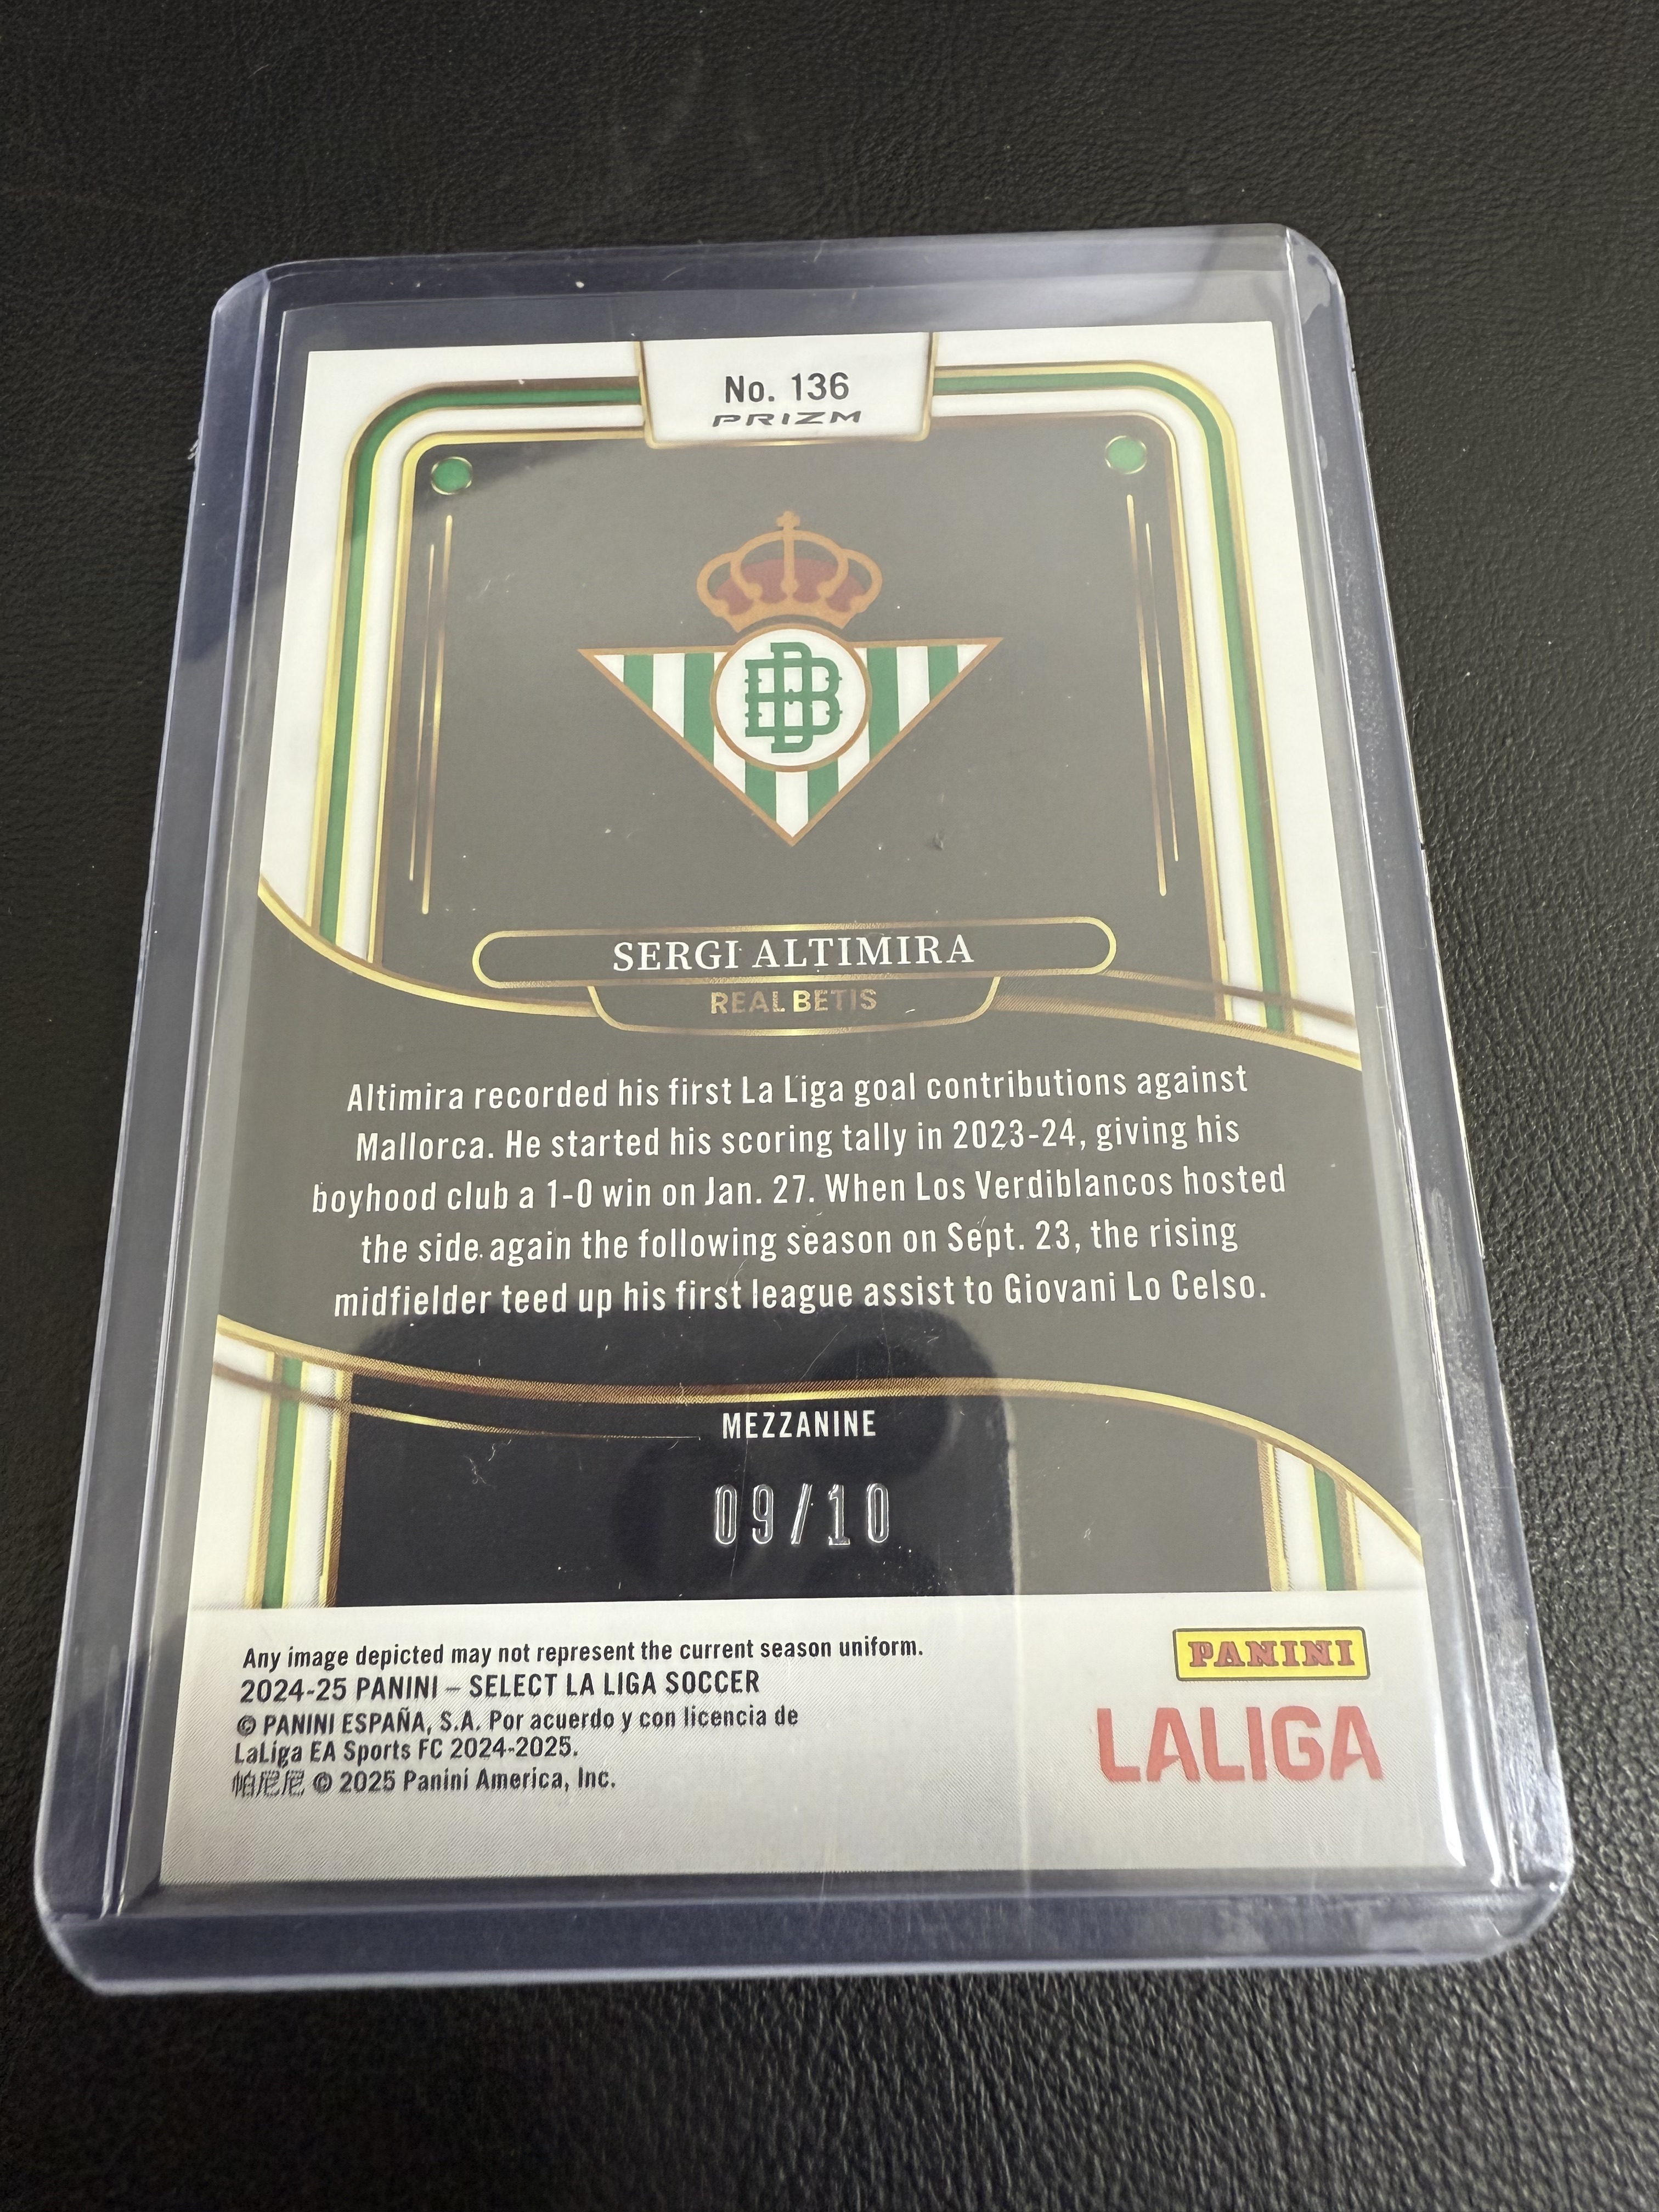 No. 136
PRIZM
SERGI ALTIMIRA
REAL BETIS
Altimira recorded his first La Liga goal contributions against
Mallorca. He started his scoring tally in 2023-24, giving his
boyhood club a 1-0 win on Jan. 27. When Los Verdiblancos hosted
the side again the following season on Sept. 23, the rising
midfielder teed up his first league assist to Giovani Lo Celso.
MEZZANINE
09/10
Any image depicted may not represent the current season uniform.
2024-25 PANINI – SELECT LA LIGA SOCCER
© PANINI ESPAÑA, S.A. Por acuerdo y con licencia de
LaLiga EA Sports FC 2024-2025.
帕尼尼 © 2025 Panini America, Inc.
PANINI
LALIGA